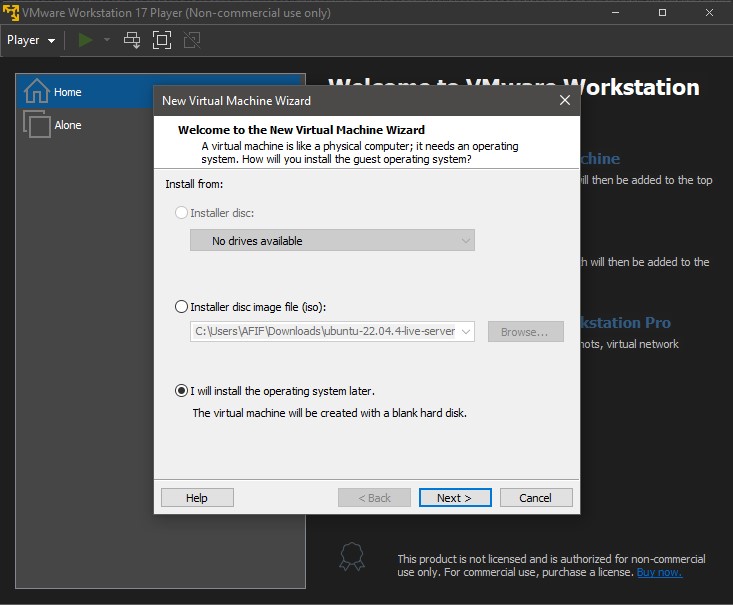 VMware Workstation 17 Player (Non-commercial use only)
Player
Home
Alone
Welcome to VMware Workstation
New Virtual Machine Wizard
Welcome to the New Virtual Machine Wizard
A virtual machine is like a physical computer; it needs an operating
system. How will you install the guest operating system?
Install from:
Installer disc:
No drives available
Installer disc image file (iso):
C:\Users\AFIF\Downloads\ubuntu-22.04.4-live-server
Browse...
I will install the operating system later.
The virtual machine will be created with a blank hard disk.
Help
< Back
Next >
Cancel
will then be added to the top
will then be added to the
virtual network
This product is not licensed and is authorized for non-commercial
use only. For commercial use, purchase a license. Buy now.